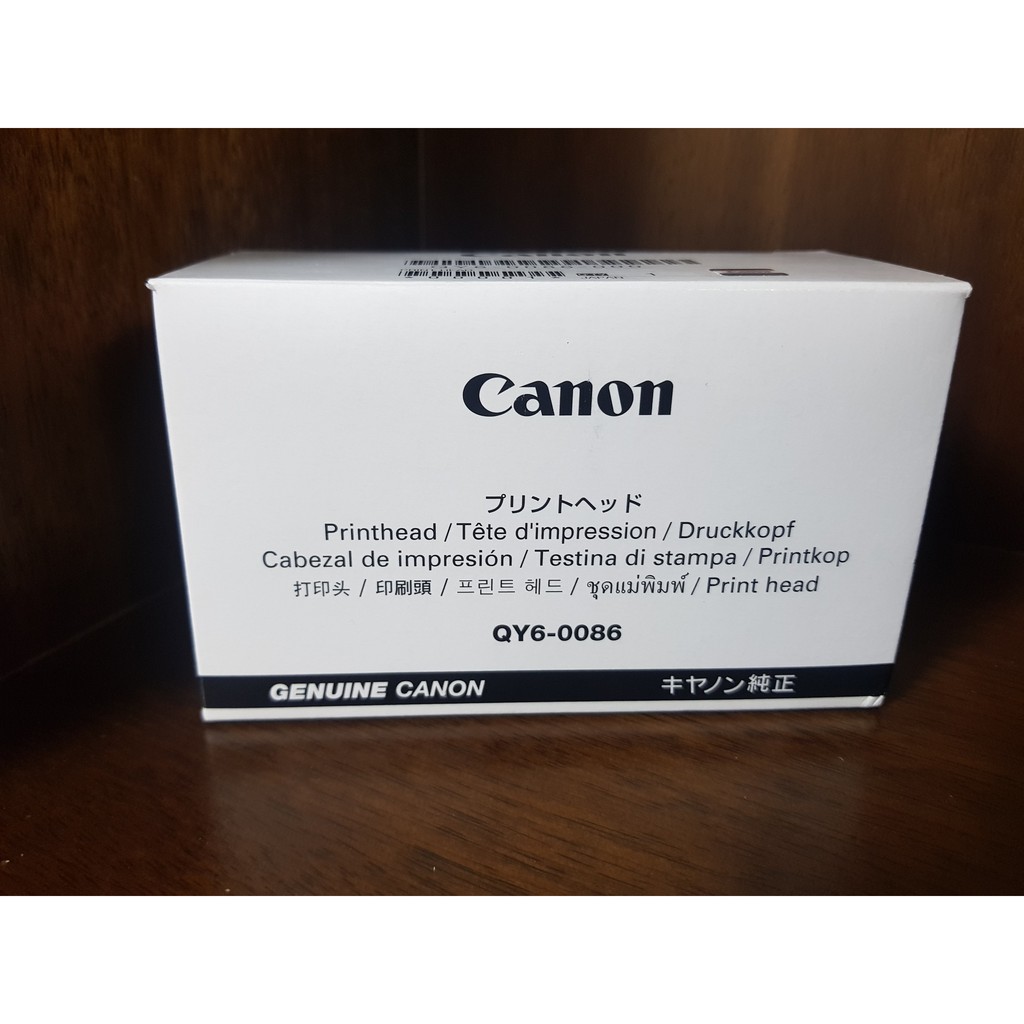 Canon
プリントヘッド
Printhead / Tête d'impression / Druckkopf
Cabezal de impresión / Testina di stampa / Printkop
打印头 / 印刷頭 / 프린트 헤드 / ชุดแม่พิมพ์ / Print head
QY6-0086
GENUINE CANON キヤノン純正